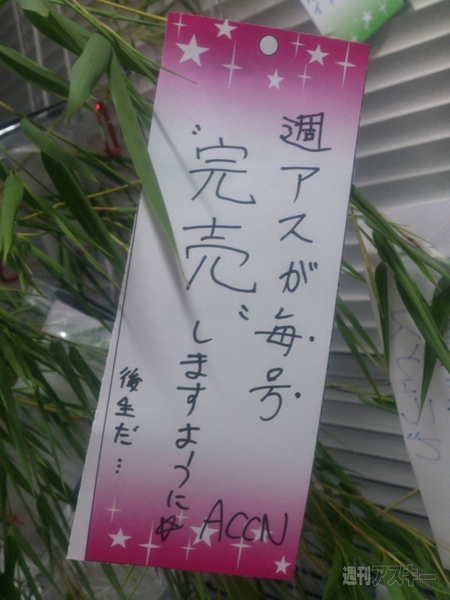 週アスが毎号
〝完売〟
しますように☆
後生だ…
ACCN
週刊アスキー